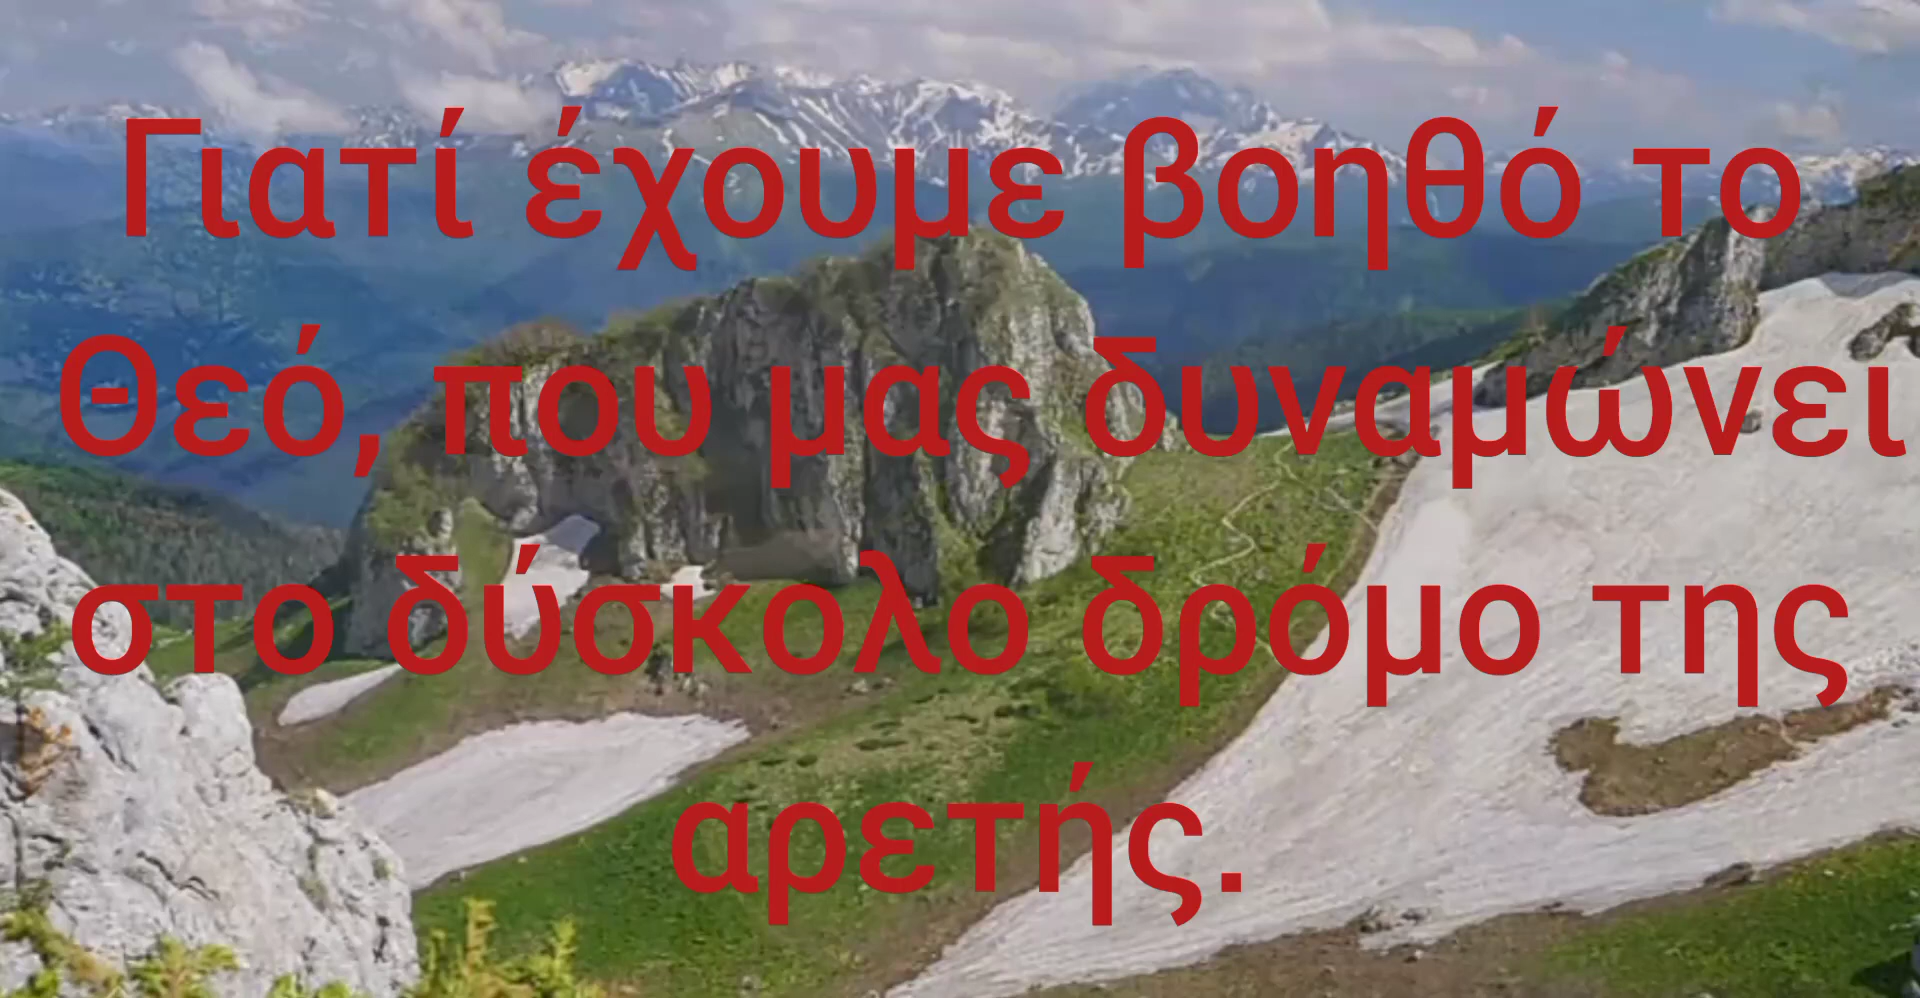 Γιατί έχουμε βοηθό το
Θεό, που μας δυναμώνει
στο δύσκολο δρόμο της
αρετής.